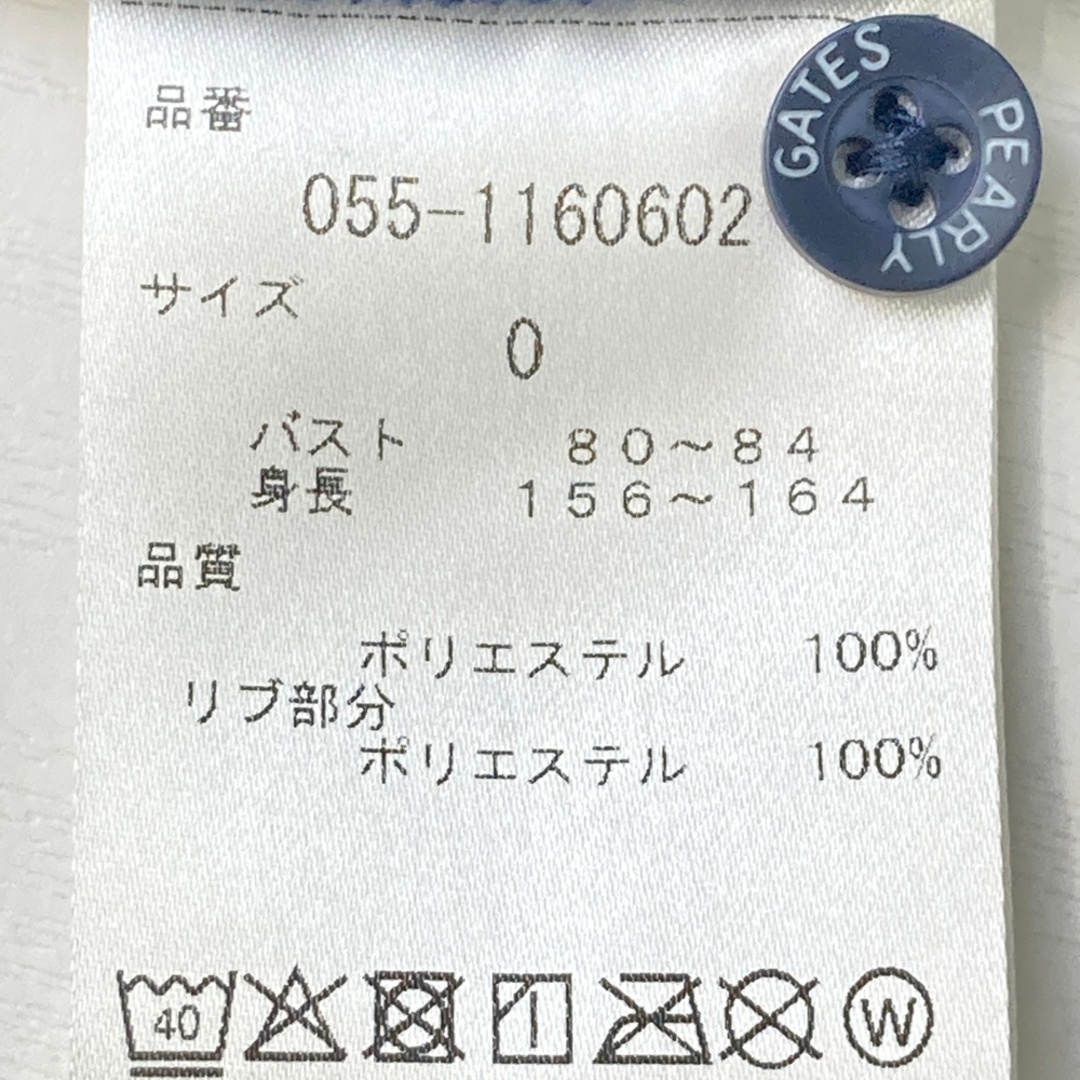 品番
055-1160602
PEARLY GATES
サイズ
0
バスト 80～84
身長 156～164
品質
ポリエステル 100%
リブ部分
ポリエステル 100%
40
W